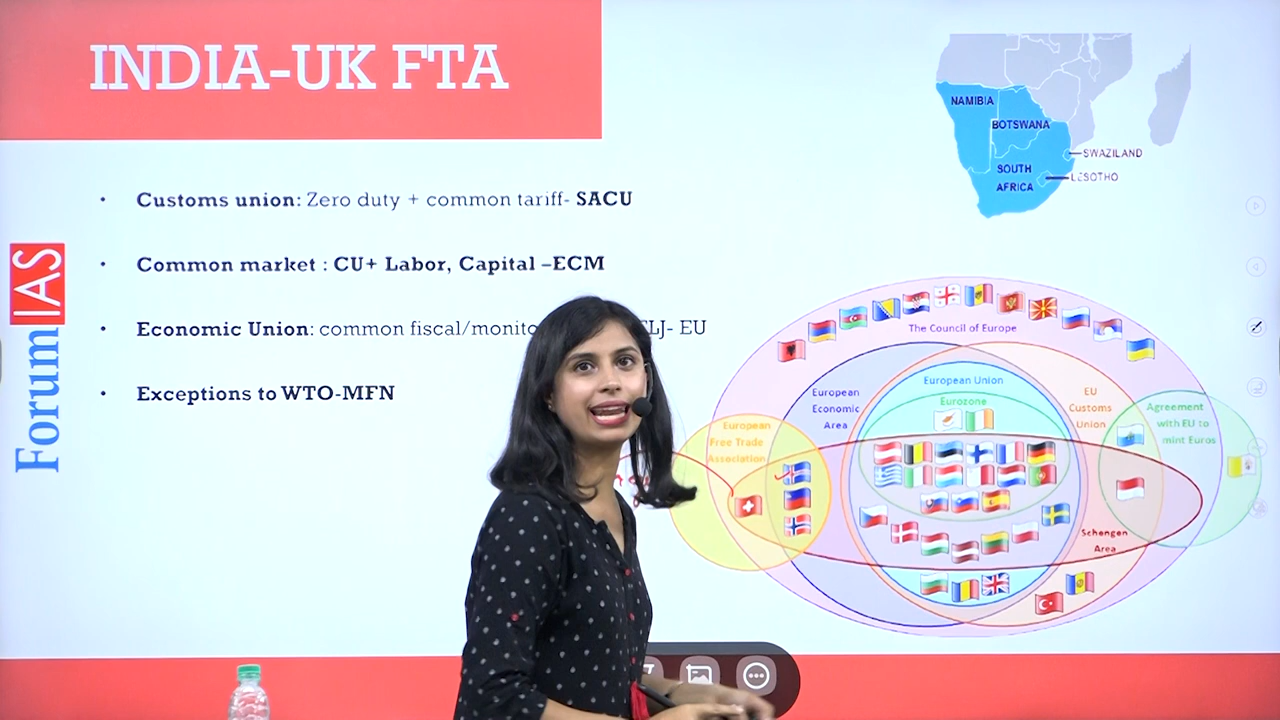 INDIA-UK FTA
NAMIBIA
BOTSWANA
SWAZILAND
SOUTH
AFRICA
LESOTHO
• Customs union: Zero duty + common tariff- SACU
• Common market : CU+ Labor, Capital –ECM
• Economic Union: common fiscal/monito LJ- EU
• Exceptions to WTO-MFN
ForumIAS
The Council of Europe
European Union
European
Economic
Area
Eurozone
EU
Customs
Union
Agreement
with EU to
mint Euros
European
Free Trade
Association
Schengen
Area